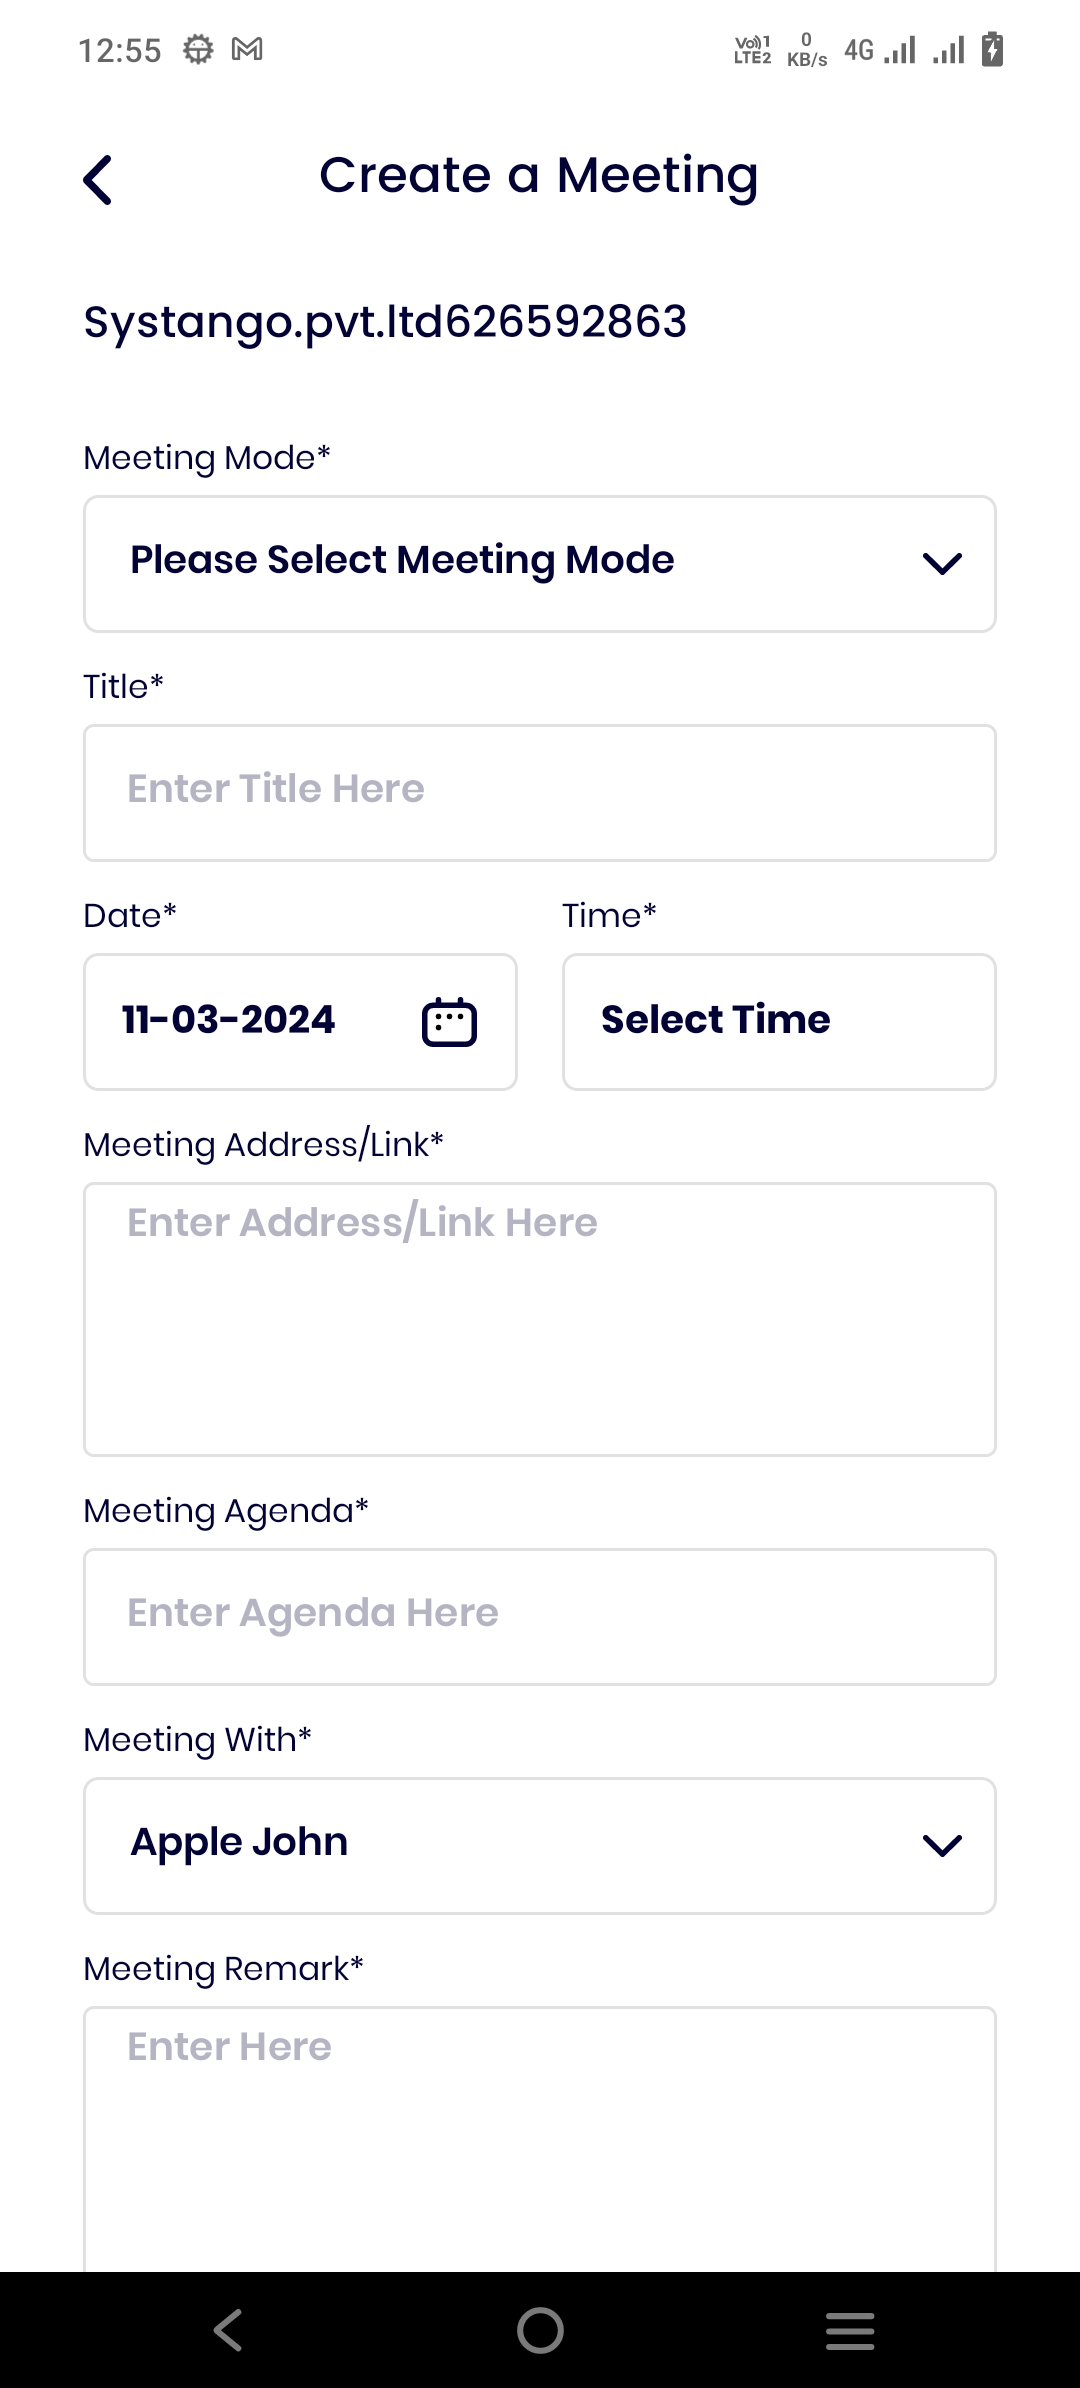 12:55
Vo)) 1 LTE2 0 KB/s 4G
Create a Meeting
Systango.pvt.ltd626592863
Meeting Mode*
Please Select Meeting Mode
Title*
Enter Title Here
Date* Time*
11-03-2024 Select Time
Meeting Address/Link*
Enter Address/Link Here
Meeting Agenda*
Enter Agenda Here
Meeting With*
Apple John
Meeting Remark*
Enter Here